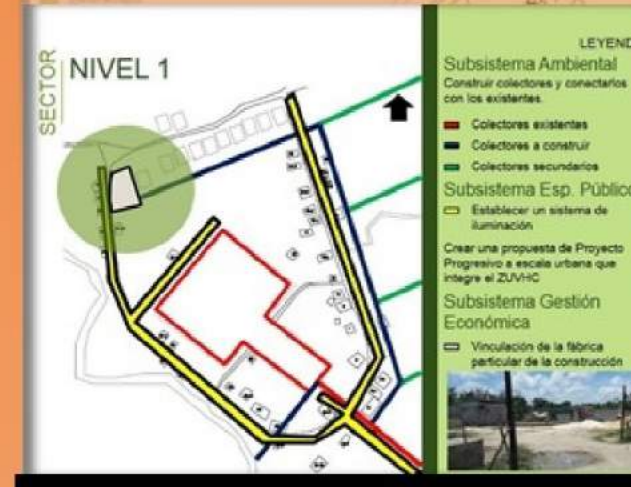 SECTOR
NIVEL 1
LEYEND
Subsistema Ambiental
Construir colectores y conectarlos
con los existentes.
Colectores existentes
Colectores a construir
Colectores secundarios
Subsistema Esp. Público
Establecer un sistema de
iluminación
Crear una propuesta de Proyecto
Progresivo a escala urbana que
integre el ZUVHC
Subsistema Gestión
Económica
Vinculación de la fábrica
particular de la construcción